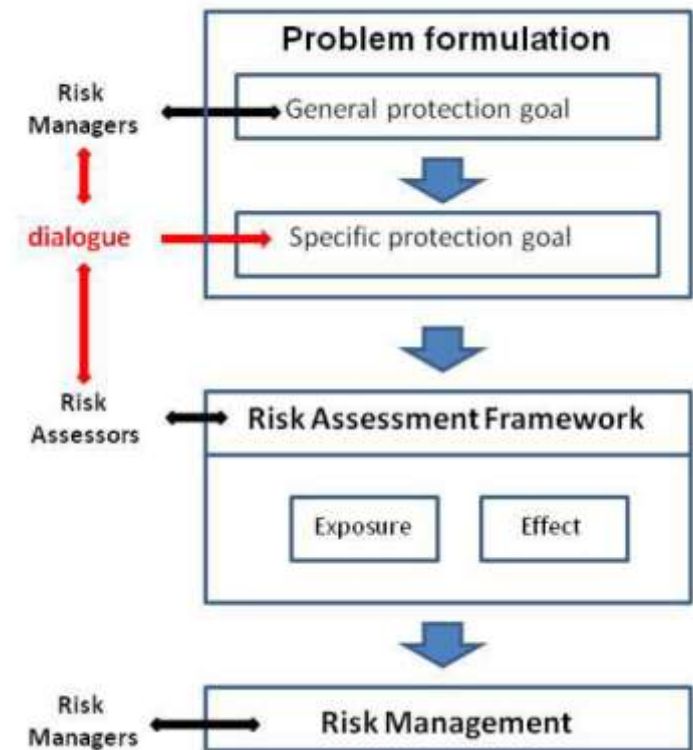 Problem formulation
Risk
Managers
General protection goal
dialogue
Specific protection goal
Risk
Assessors
Risk Assessment Framework
Exposure
Effect
Risk
Managers
Risk Management